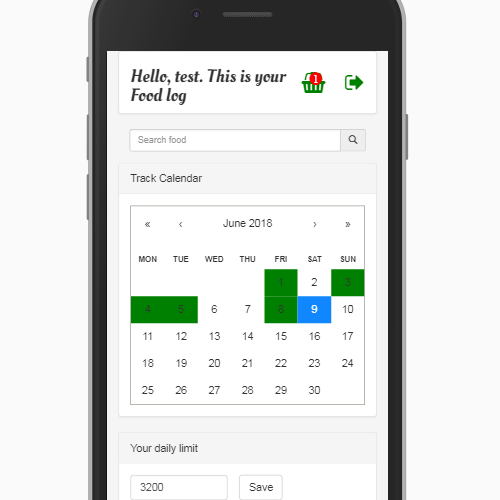 Hello, test. This is your
Food log
1
Search food
Track Calendar
« ‹ June 2018 › »
MON TUE WED THU FRI SAT SUN
1 2 3
4 5 6 7 8 9 10
11 12 13 14 15 16 17
18 19 20 21 22 23 24
25 26 27 28 29 30
Your daily limit
3200 Save